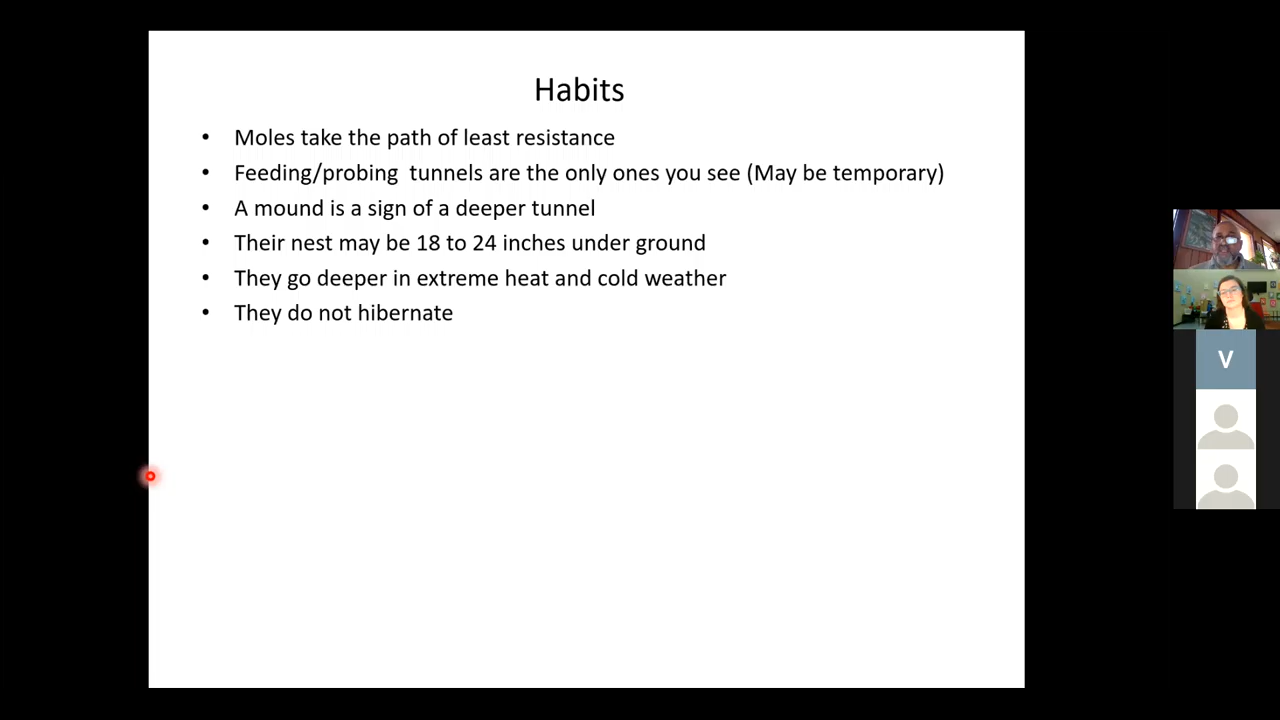 Habits
• Moles take the path of least resistance
• Feeding/probing  tunnels are the only ones you see (May be temporary)
• A mound is a sign of a deeper tunnel
• Their nest may be 18 to 24 inches under ground
• They go deeper in extreme heat and cold weather
• They do not hibernate
V